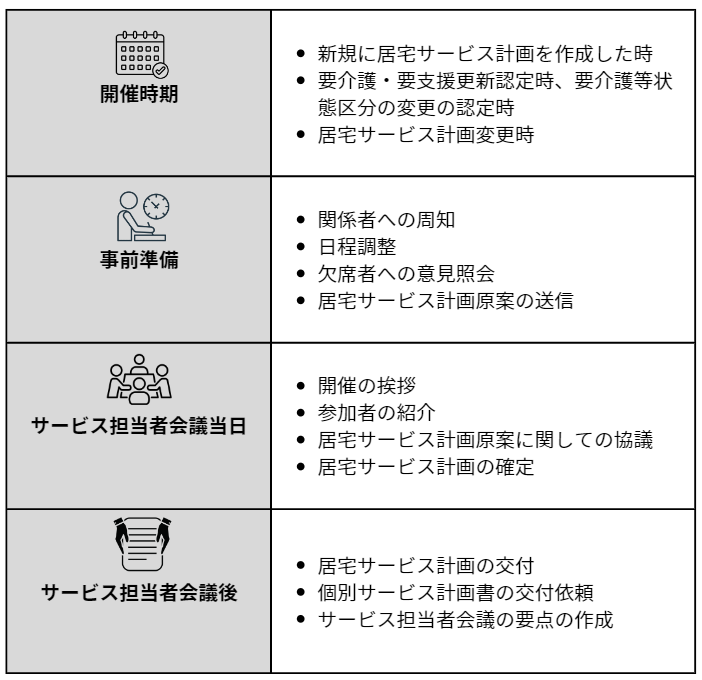 開催時期
• 新規に居宅サービス計画を作成した時
• 要介護・要支援更新認定時、要介護等状
態区分の変更の認定時
• 居宅サービス計画変更時
事前準備
• 関係者への周知
• 日程調整
• 欠席者への意見照会
• 居宅サービス計画原案の送信
サービス担当者会議当日
• 開催の挨拶
• 参加者の紹介
• 居宅サービス計画原案に関しての協議
• 居宅サービス計画の確定
サービス担当者会議後
• 居宅サービス計画の交付
• 個別サービス計画書の交付依頼
• サービス担当者会議の要点の作成